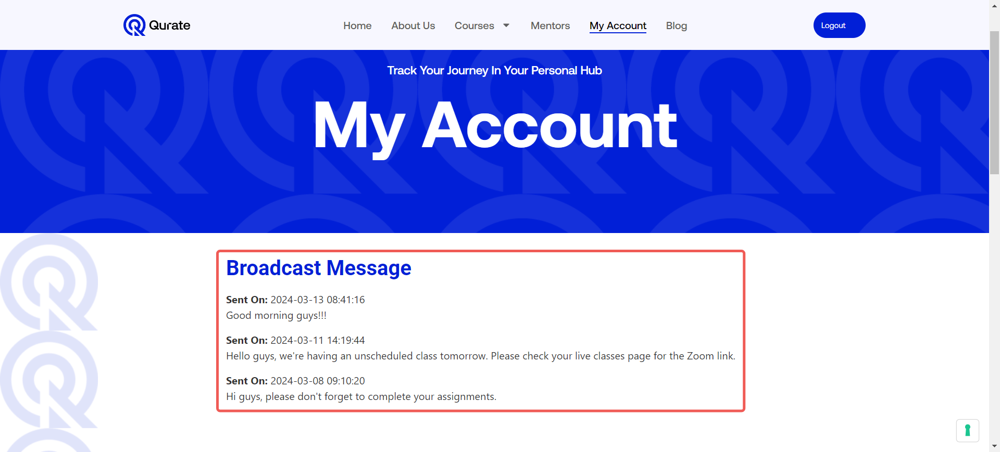 Qurate
Home About Us Courses Mentors My Account Blog Logout
Track Your Journey In Your Personal Hub
My Account
Broadcast Message
Sent On: 2024-03-13 08:41:16
Good morning guys!!!
Sent On: 2024-03-11 14:19:44
Hello guys, we're having an unscheduled class tomorrow. Please check your live classes page for the Zoom link.
Sent On: 2024-03-08 09:10:20
Hi guys, please don't forget to complete your assignments.